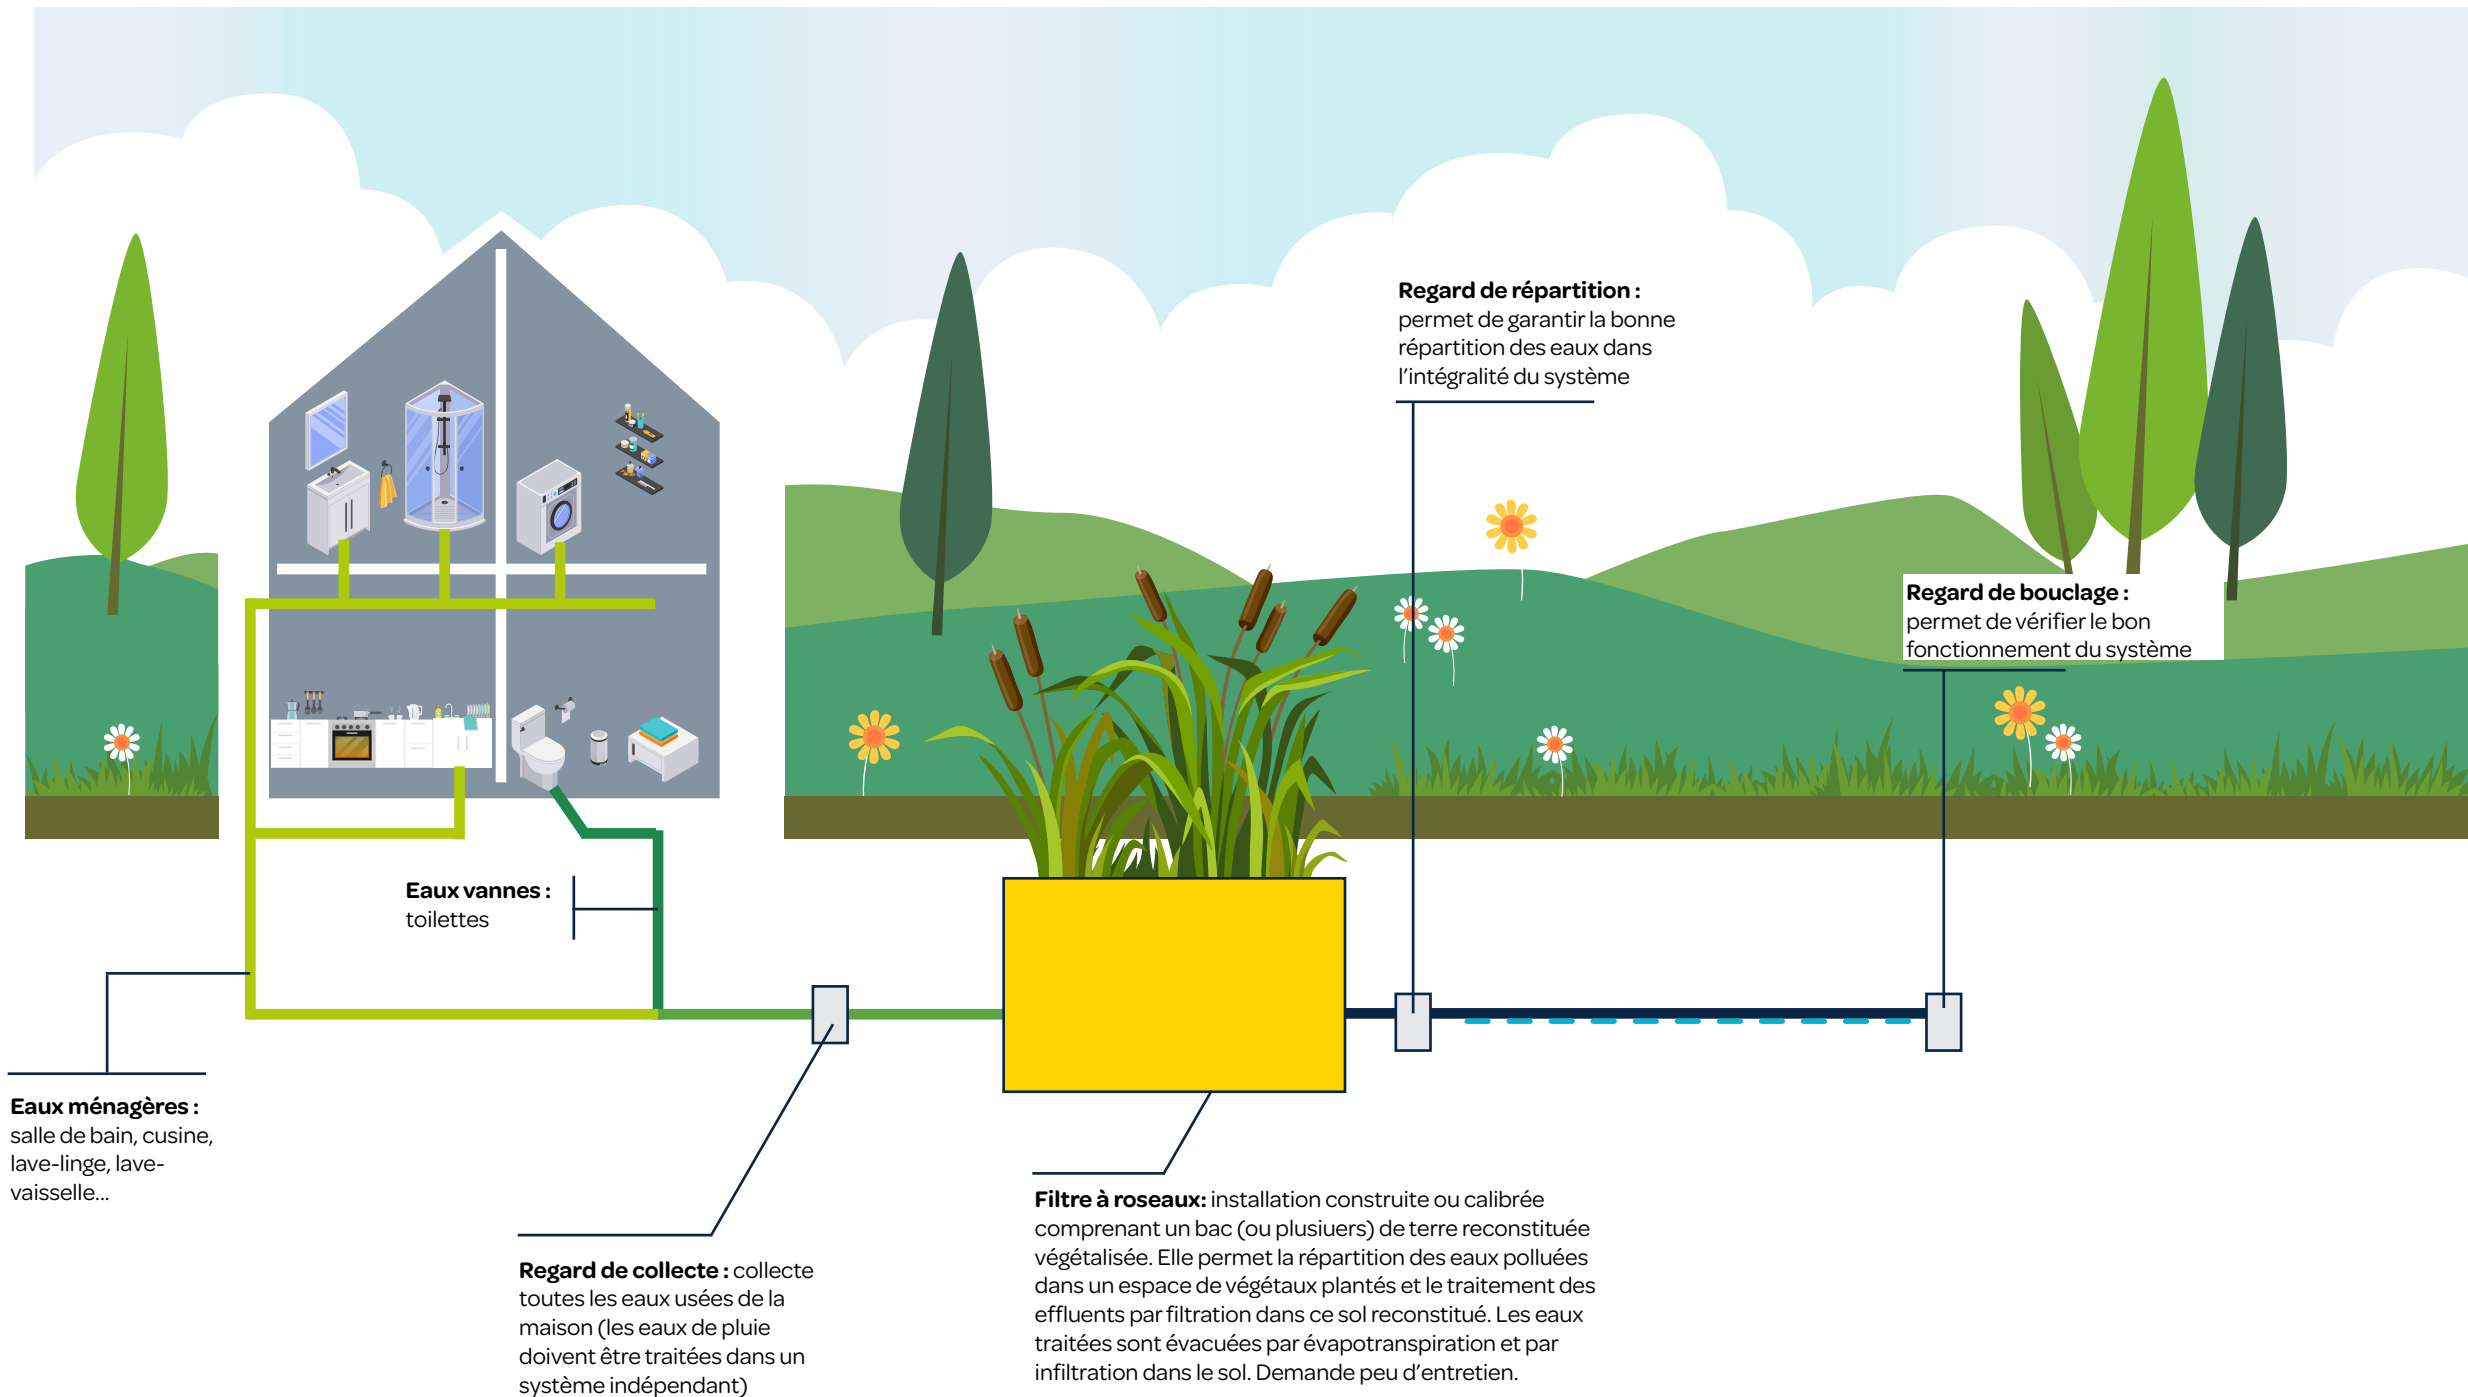 Regard de répartition :
permet de garantir la bonne
répartition des eaux dans
l'intégralité du système
Regard de bouclage :
permet de vérifier le bon
fonctionnement du système
Eaux vannes :
toilettes
Eaux ménagères :
salle de bain, cusine,
lave-linge, lave-
vaisselle...
Regard de collecte : collecte
toutes les eaux usées de la
maison (les eaux de pluie
doivent être traitées dans un
système indépendant)
Filtre à roseaux: installation construite ou calibrée
comprenant un bac (ou plusiuers) de terre reconstituée
végétalisée. Elle permet la répartition des eaux polluées
dans un espace de végétaux plantés et le traitement des
effluents par filtration dans ce sol reconstitué. Les eaux
traitées sont évacuées par évapotranspiration et par
infiltration dans le sol. Demande peu d'entretien.